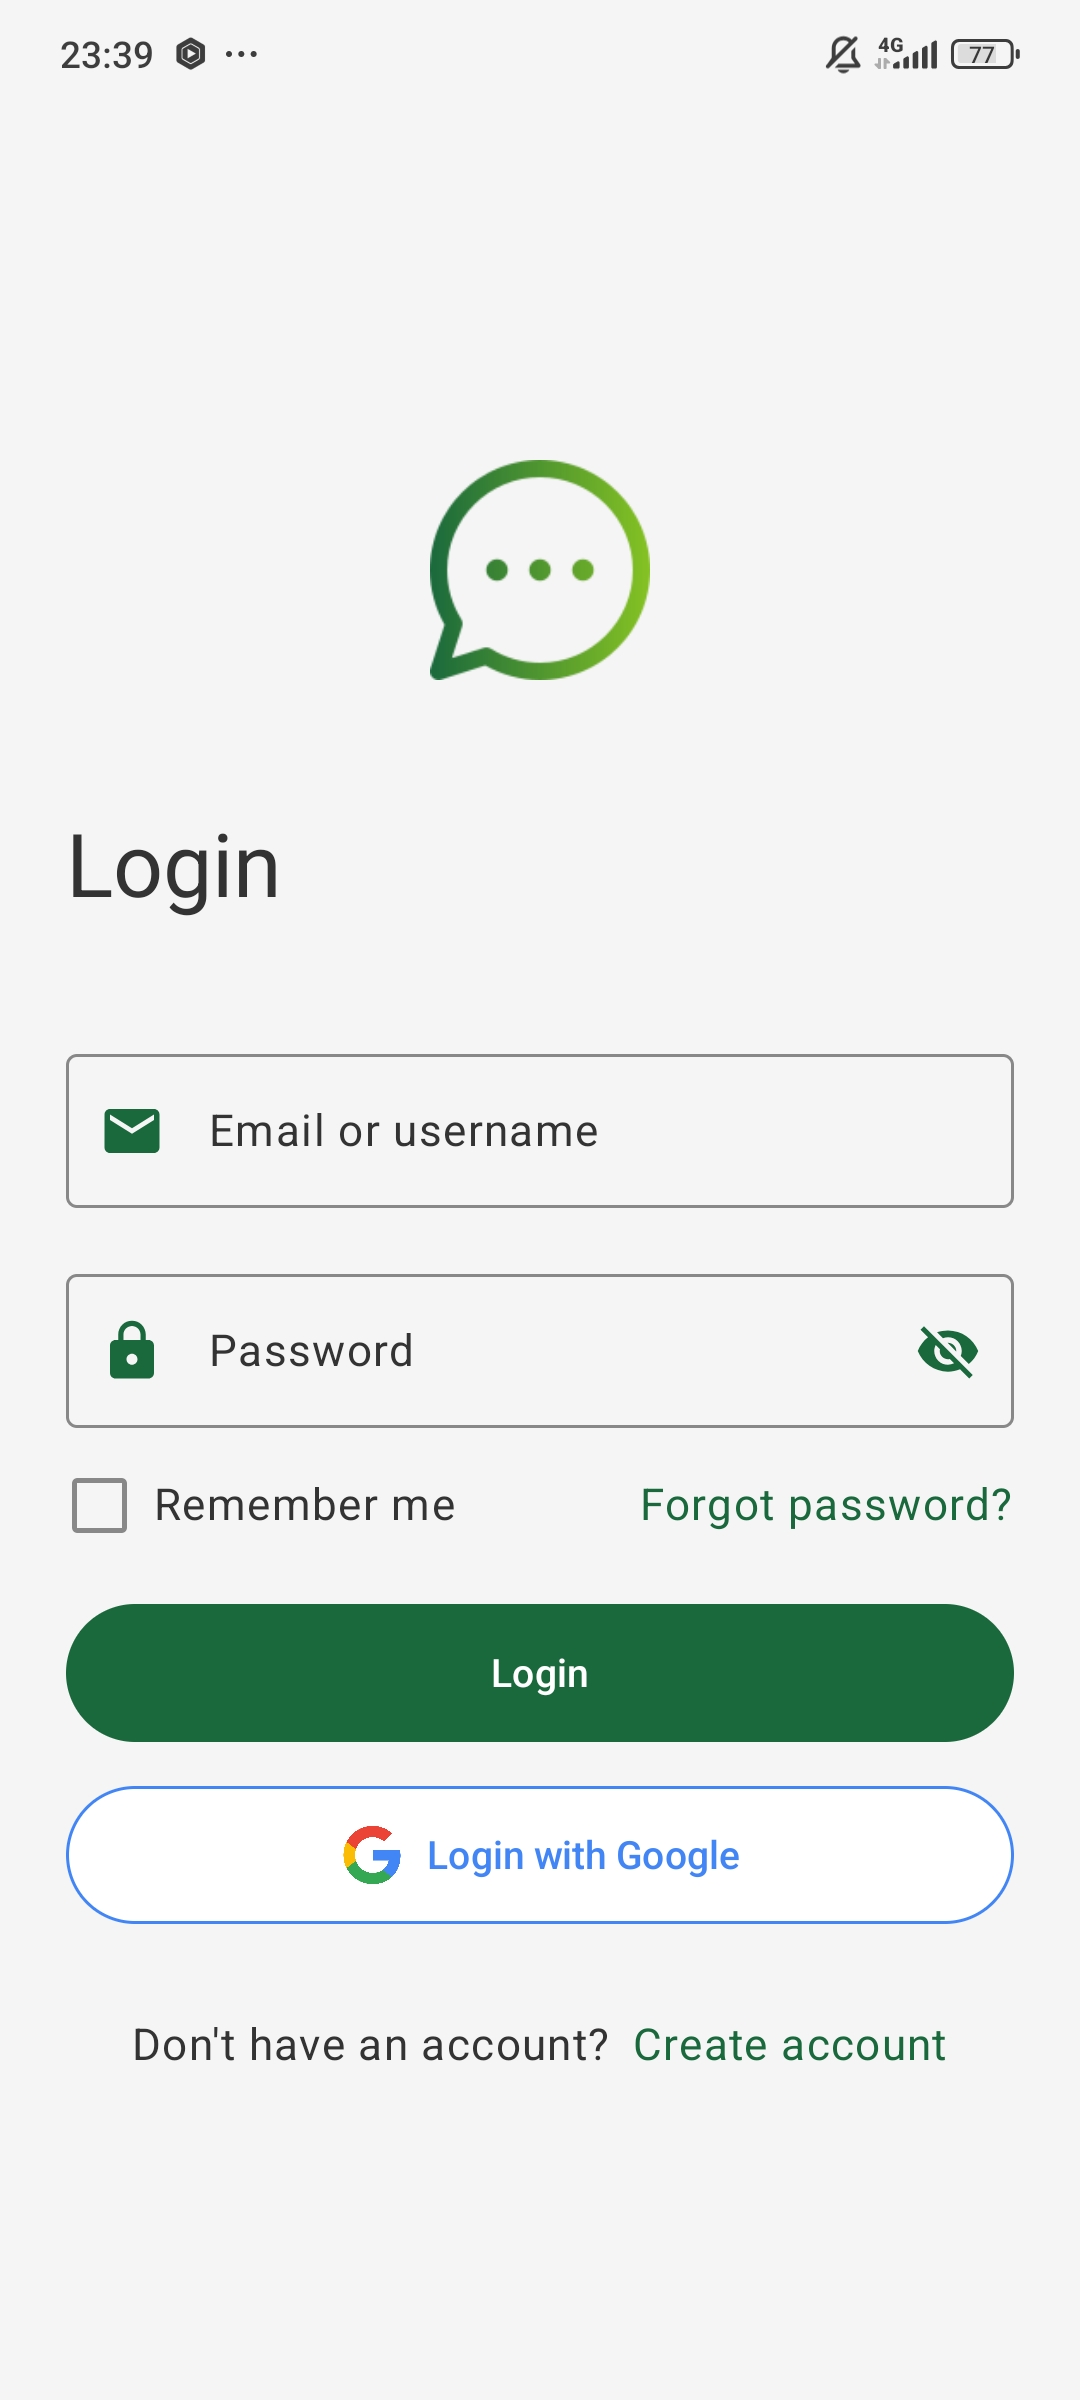 23:39 4G 77
Login
Email or username
Password
Remember me Forgot password?
Login
Login with Google
Don't have an account? Create account